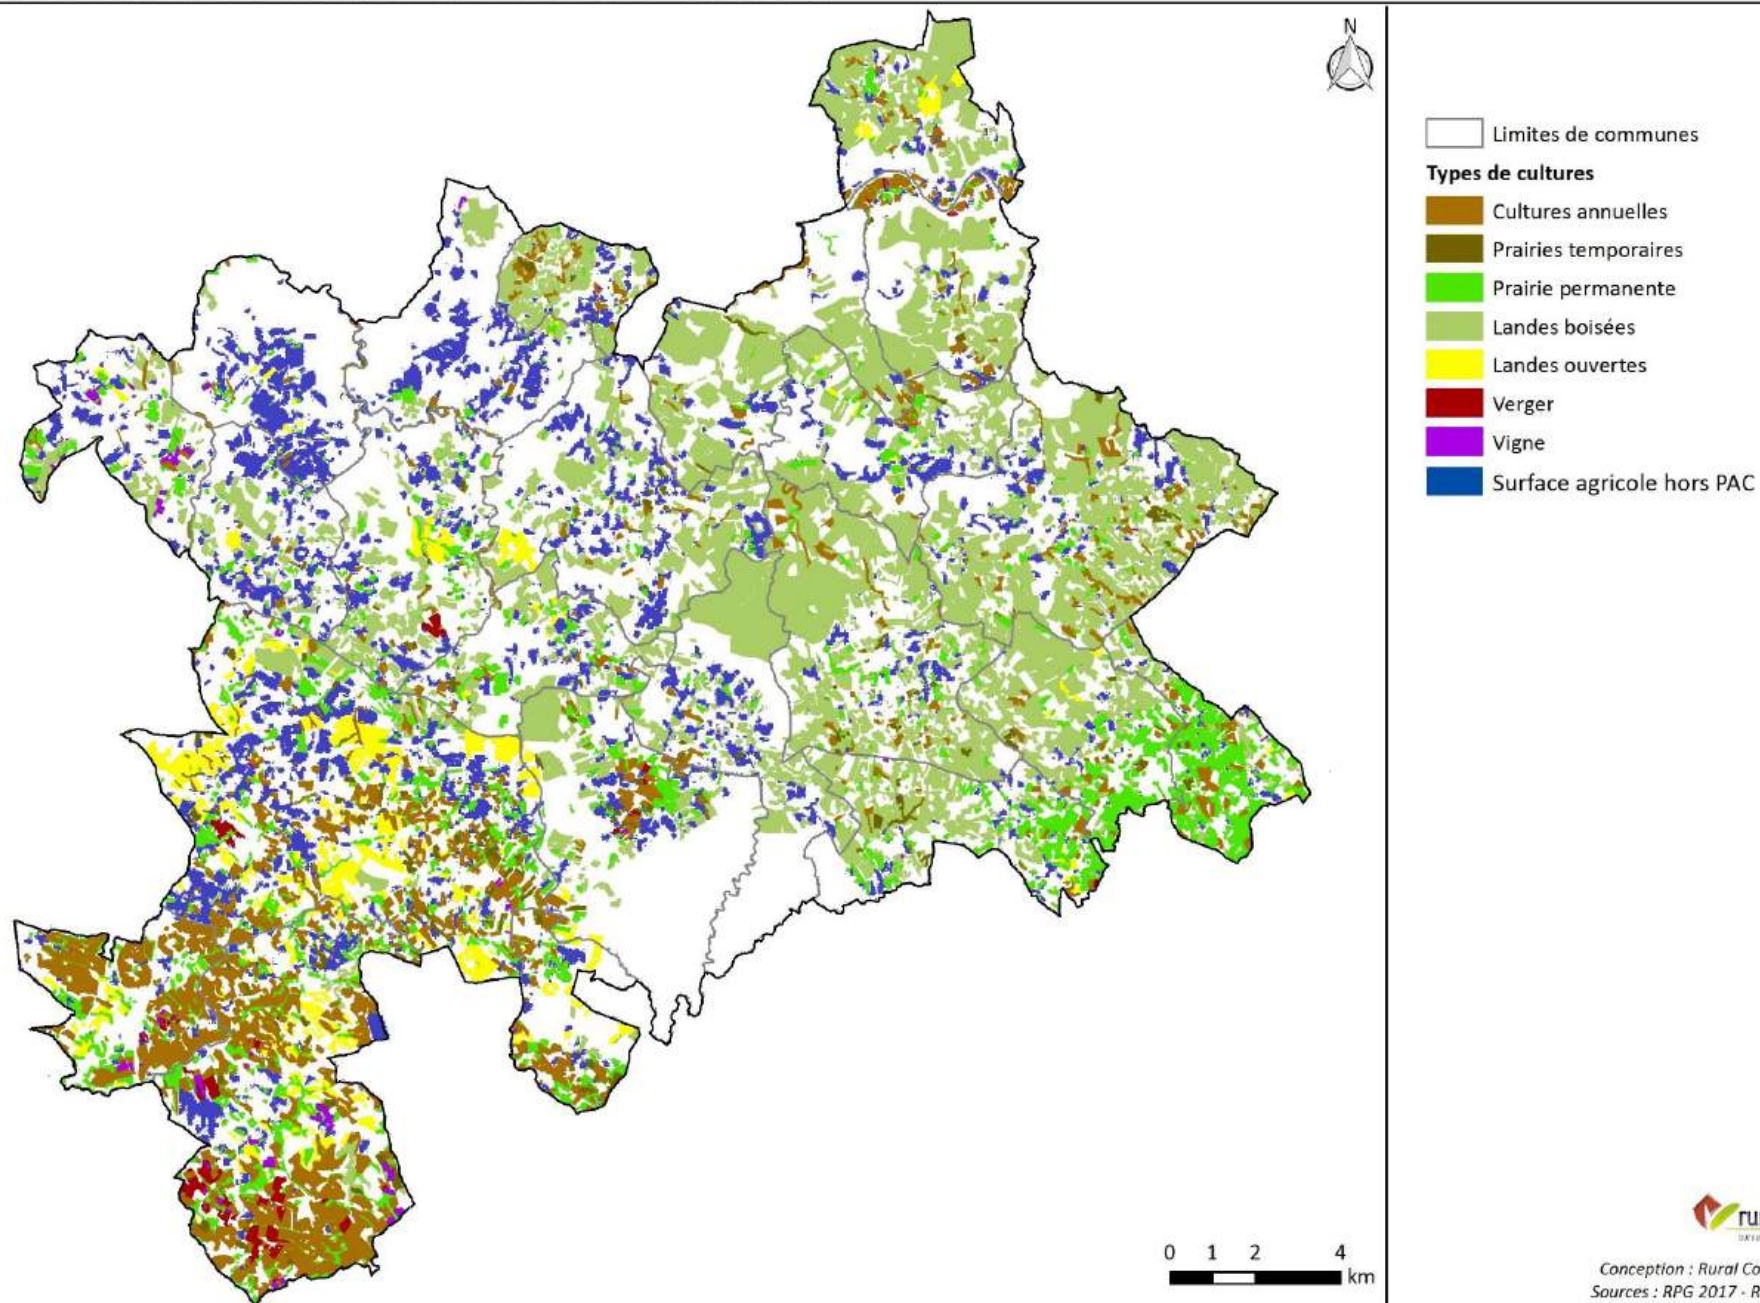 N
Limites de communes
Types de cultures
Cultures annuelles
Prairies temporaires
Prairie permanente
Landes boisées
Landes ouvertes
Verger
Vigne
Surface agricole hors PAC
0 1 2 4
km
ru
Conception : Rural Co
Sources : RPG 2017 - R